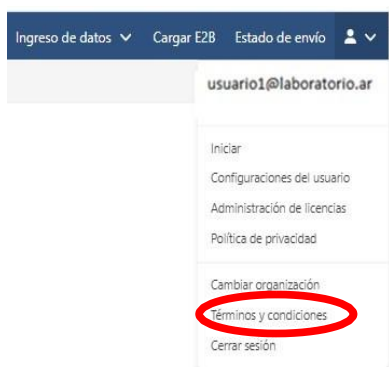 Ingreso de datos Cargar E2B Estado de envío
usuario1@laboratorio.ar
Iniciar
Configuraciones del usuario
Administración de licencias
Política de privacidad
Cambiar organización
Términos y condiciones
Cerrar sesión